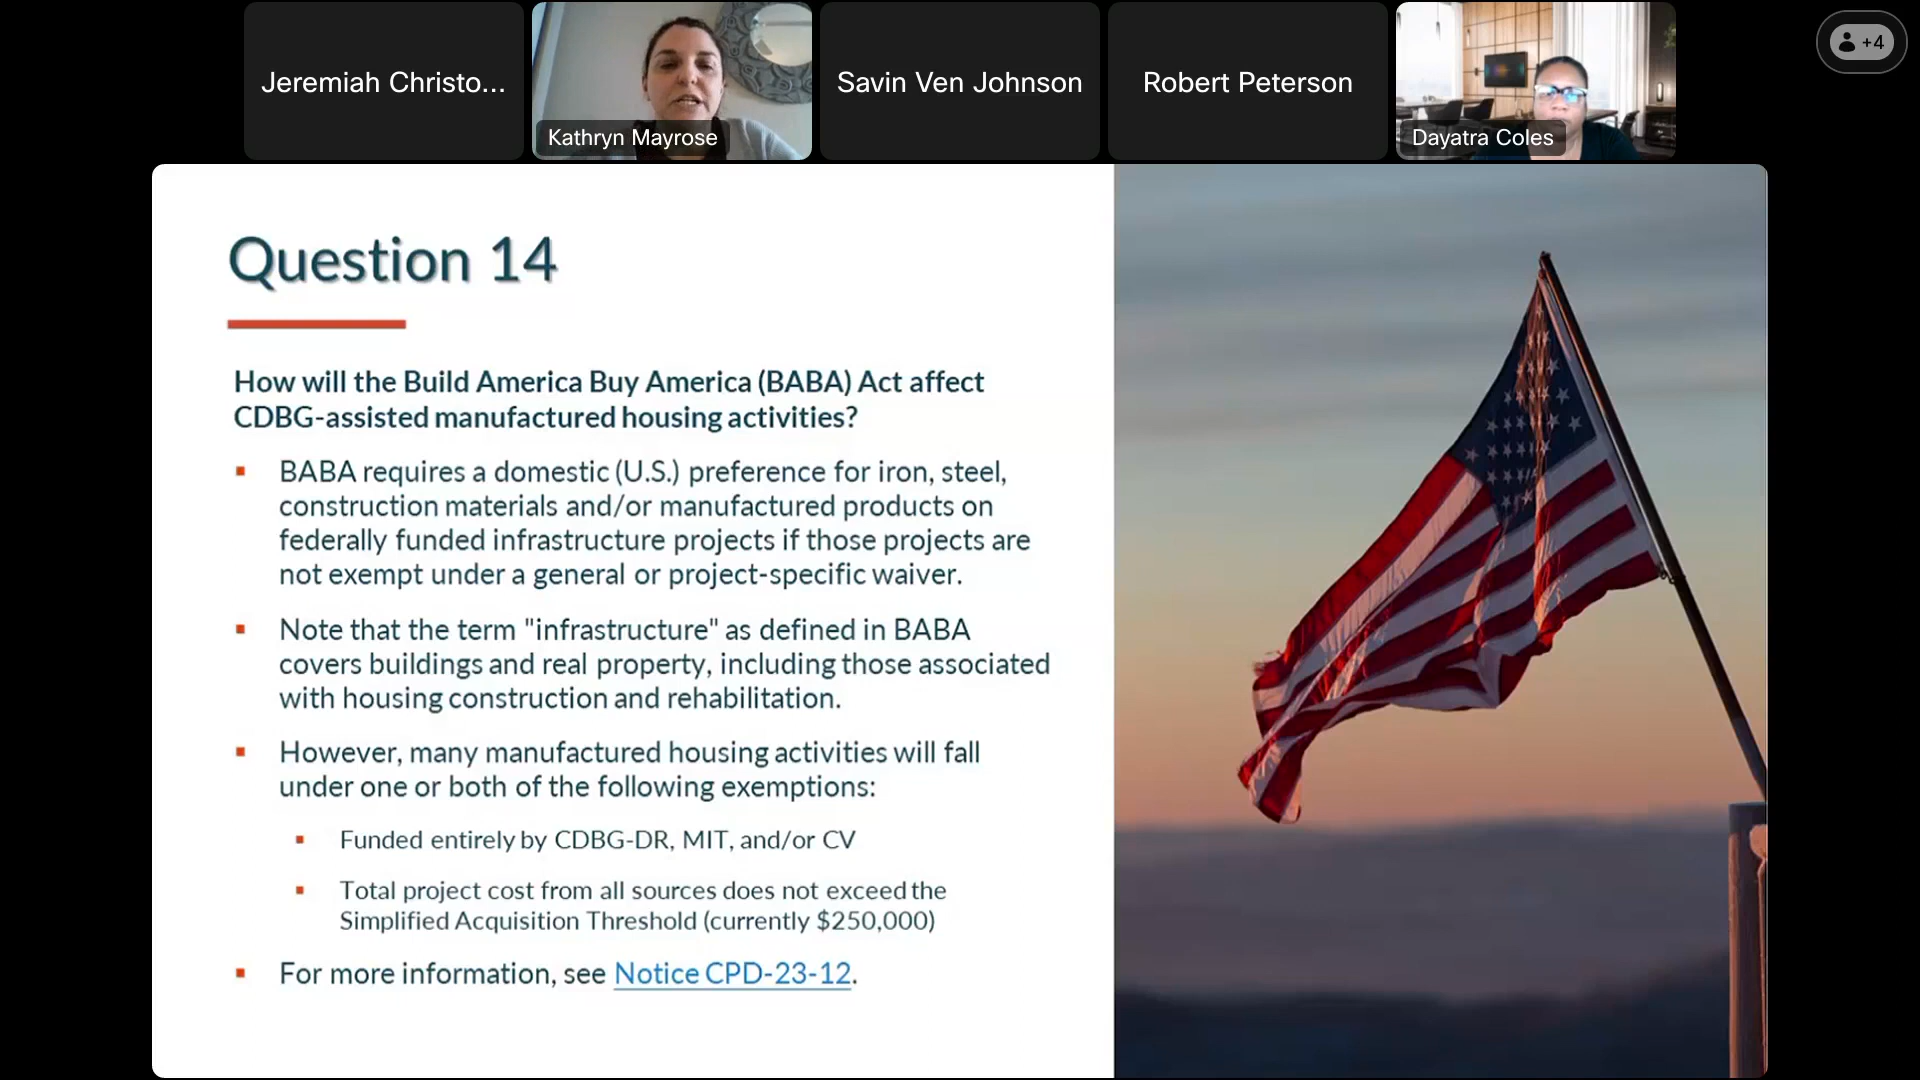 Jeremiah Christo...
Kathryn Mayrose
Savin Ven Johnson
Robert Peterson
Dayatra Coles
+4
Question 14
How will the Build America Buy America (BABA) Act affect
CDBG-assisted manufactured housing activities?
▪ BABA requires a domestic (U.S.) preference for iron, steel,
construction materials and/or manufactured products on
federally funded infrastructure projects if those projects are
not exempt under a general or project-specific waiver.
▪ Note that the term "infrastructure" as defined in BABA
covers buildings and real property, including those associated
with housing construction and rehabilitation.
▪ However, many manufactured housing activities will fall
under one or both of the following exemptions:
▪ Funded entirely by CDBG-DR, MIT, and/or CV
▪ Total project cost from all sources does not exceed the
Simplified Acquisition Threshold (currently $250,000)
▪ For more information, see Notice CPD-23-12.